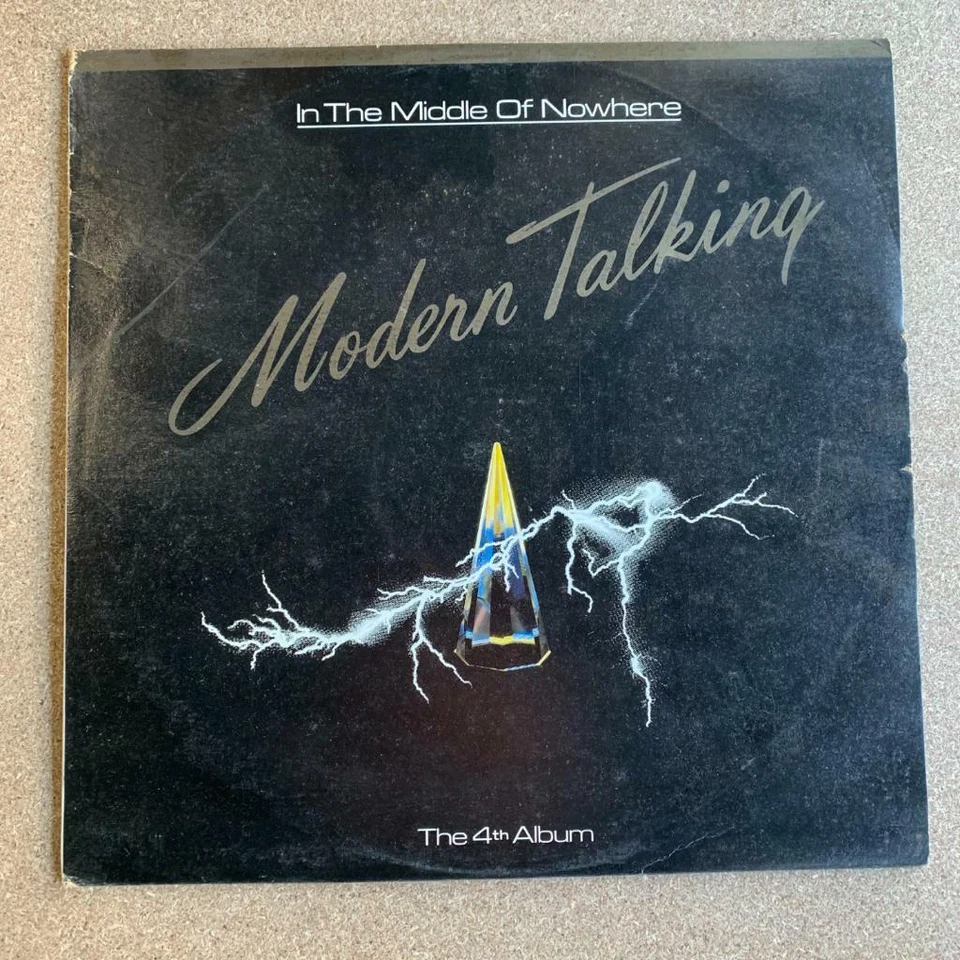 In The Middle Of Nowhere
Modern Talking
The 4th Album